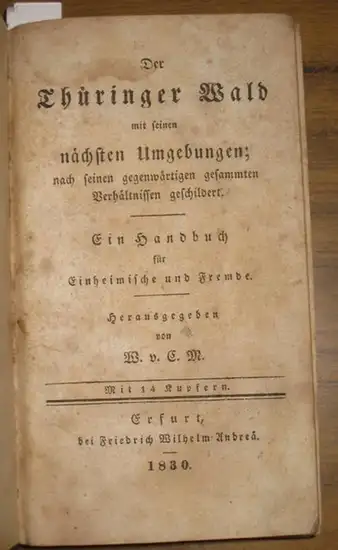 Der
Thüringer Wald
mit seinen
nächsten Umgebungen;
nach seinen gegenwärtigen gesammten
Verhältnissen geschildert.
Ein Handbuch
für
Einheimische und Fremde.
Herausgegeben
von
W. v. C. M.
Mit 14 Kupfern.
Erfurt,
bei Friedrich Wilhelm Andreä.
1830.